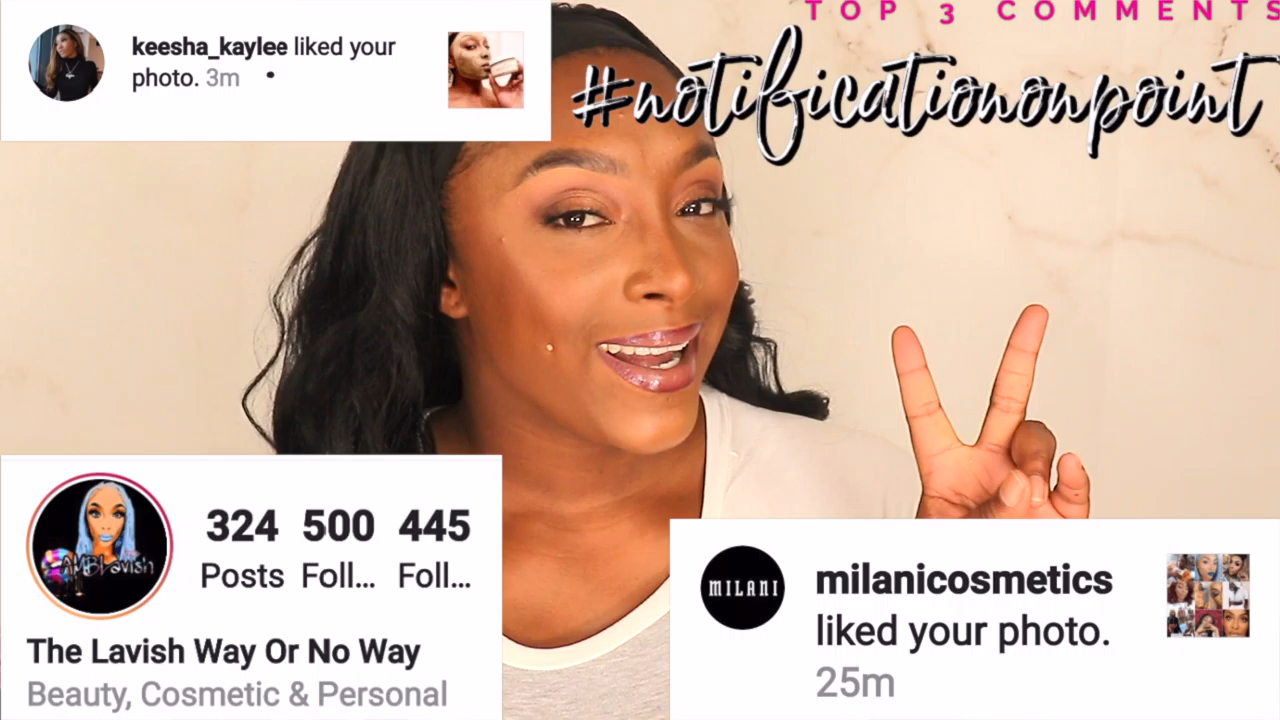 TOP 3 COMMENTS
#notificationonpoint
keesha_kaylee liked your
photo. 3m
324 500 445
Posts Foll... Foll...
AMBLavish
The Lavish Way Or No Way
Beauty, Cosmetic & Personal
MILANI
milanicosmetics
liked your photo.
25m